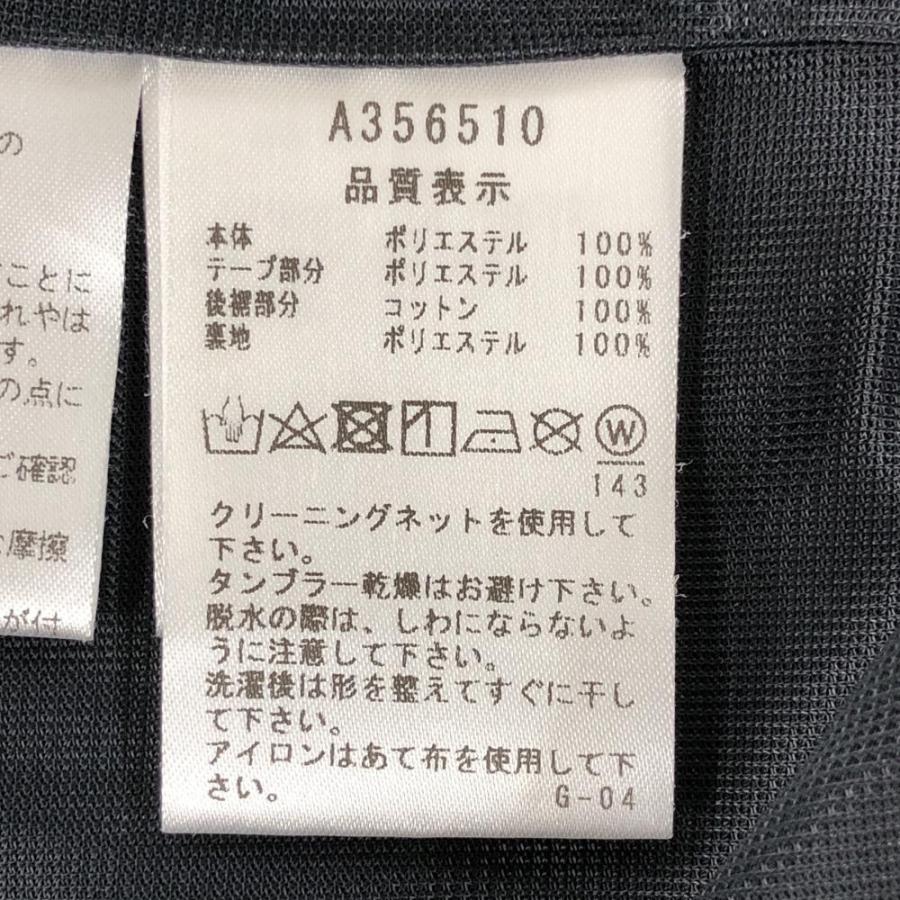 の
ことに
れやは
す。
の点に
ご確認
摩擦
が付
A356510
品質表示
本体 ポリエステル 100%
テープ部分 ポリエステル 100%
後裾部分 コットン 100%
裏地 ポリエステル 100%
W
143
クリーニングネットを使用して
下さい。
タンブラー乾燥はお避け下さい。
脱水の際は、しわにならないよ
うに注意して下さい。
洗濯後は形を整えてすぐに干し
て下さい。
アイロンはあて布を使用して下
さい。 G-04